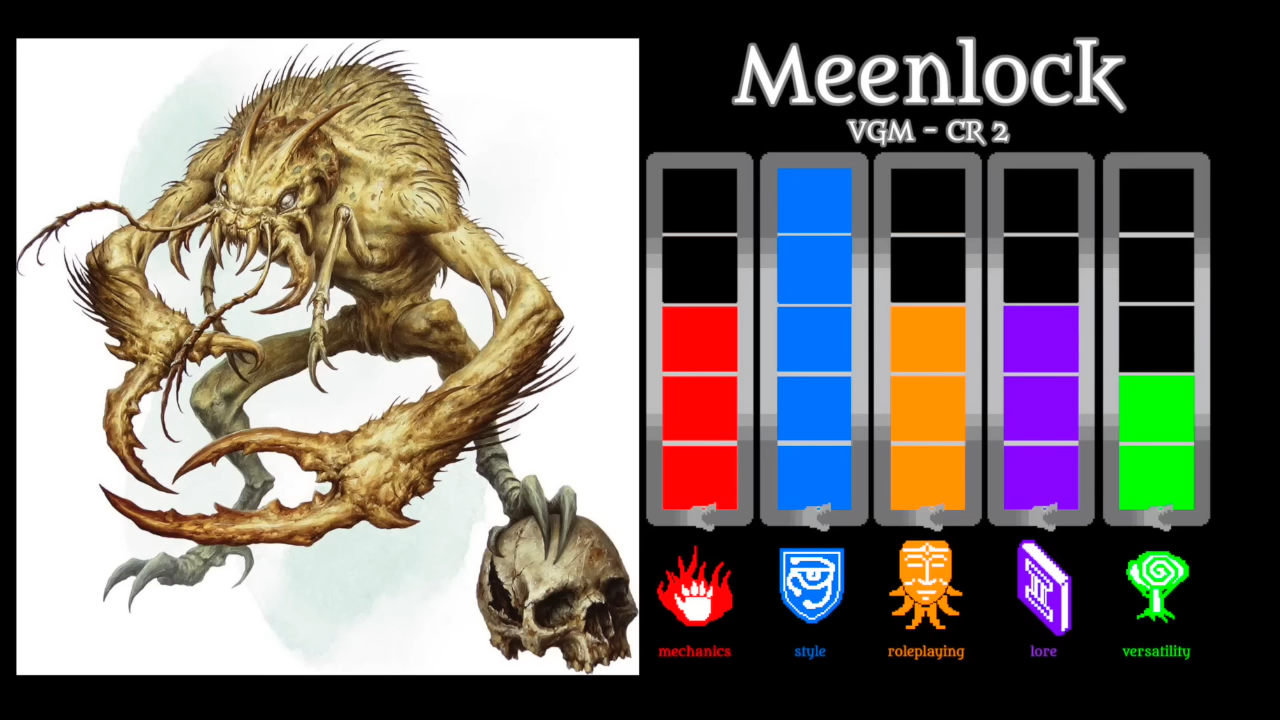 Meenlock
VGM - CR 2
mechanics
style
roleplaying
lore
versatility